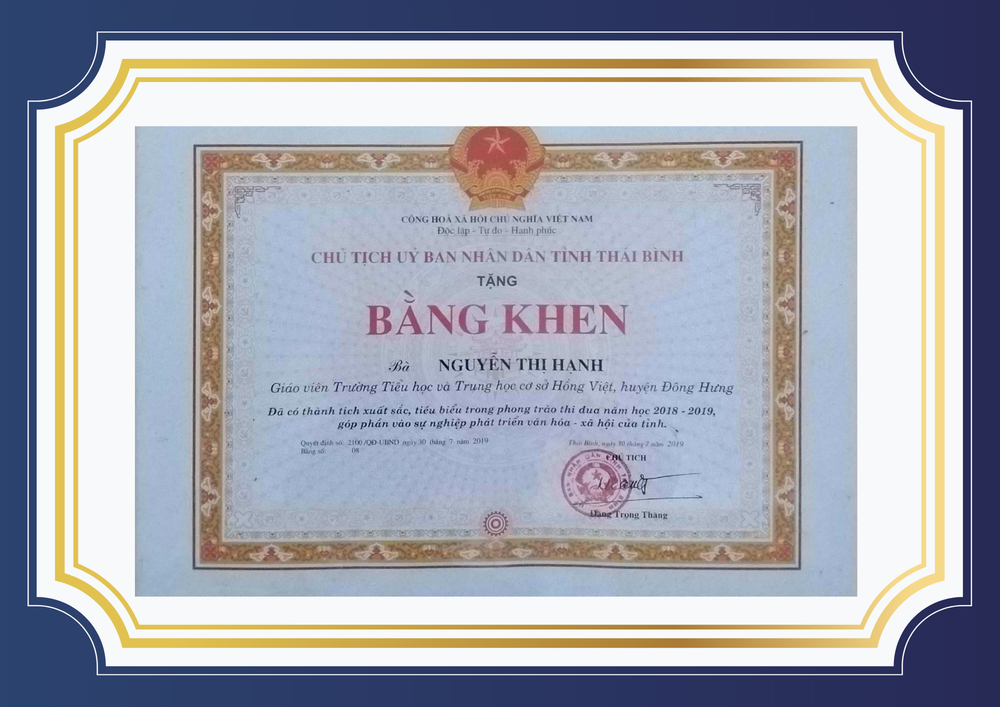 VIỆT NAM
CỘNG HOÀ XÃ HỘI CHỦ NGHĨA VIỆT NAM
Độc lập - Tự do - Hạnh phúc
CHỦ TỊCH UỶ BAN NHÂN DÂN TỈNH THÁI BÌNH
TẶNG
BẰNG KHEN
Bà NGUYỄN THỊ HẠNH
Giáo viên Trường Tiểu học và Trung học cơ sở Hồng Việt, huyện Đông Hưng
Đã có thành tích xuất sắc, tiêu biểu trong phong trào thi đua năm học 2018 - 2019,
góp phần vào sự nghiệp phát triển văn hóa - xã hội của tỉnh.
Quyết định số: 2100/QĐ-UBND ngày 30 tháng 7 năm 2019
Bằng số: 08
Thái Bình, ngày 30 tháng 7 năm 2019
CHỦ TỊCH
Đặng Trọng Thăng